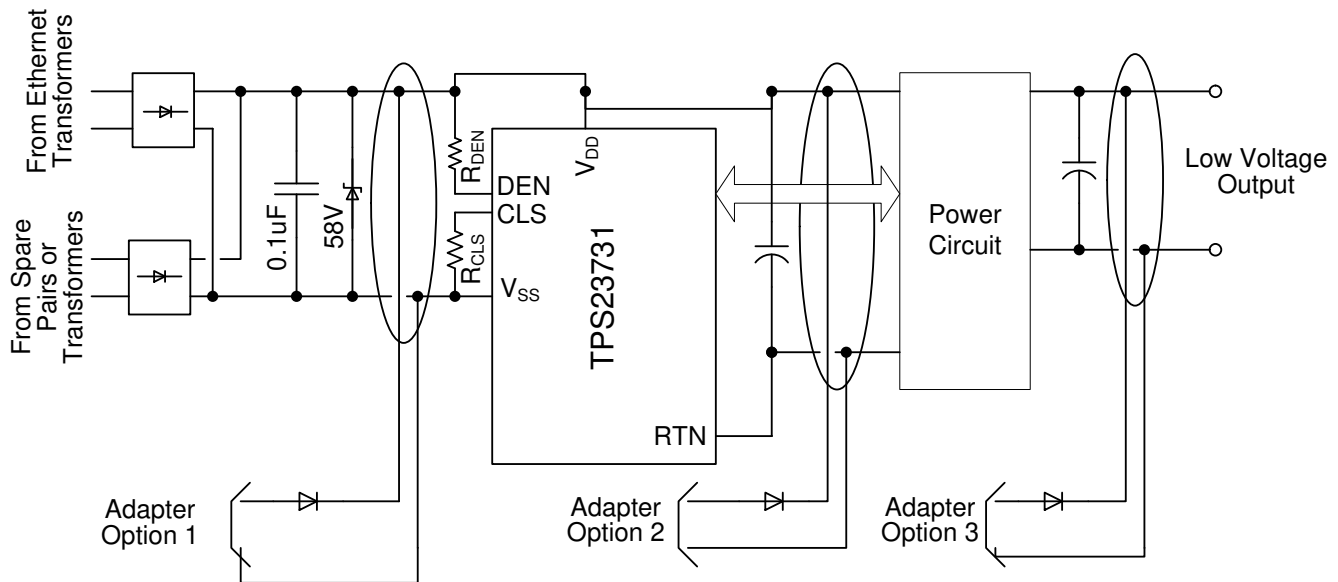 From Ethernet
Transformers
From Spare
Pairs or
Transformers
0.1uF
58V
R_DEN
R_CLS
DEN
CLS
V_SS
V_DD
TPS23731
RTN
Power
Circuit
Low Voltage
Output
Adapter
Option 1
Adapter
Option 2
Adapter
Option 3